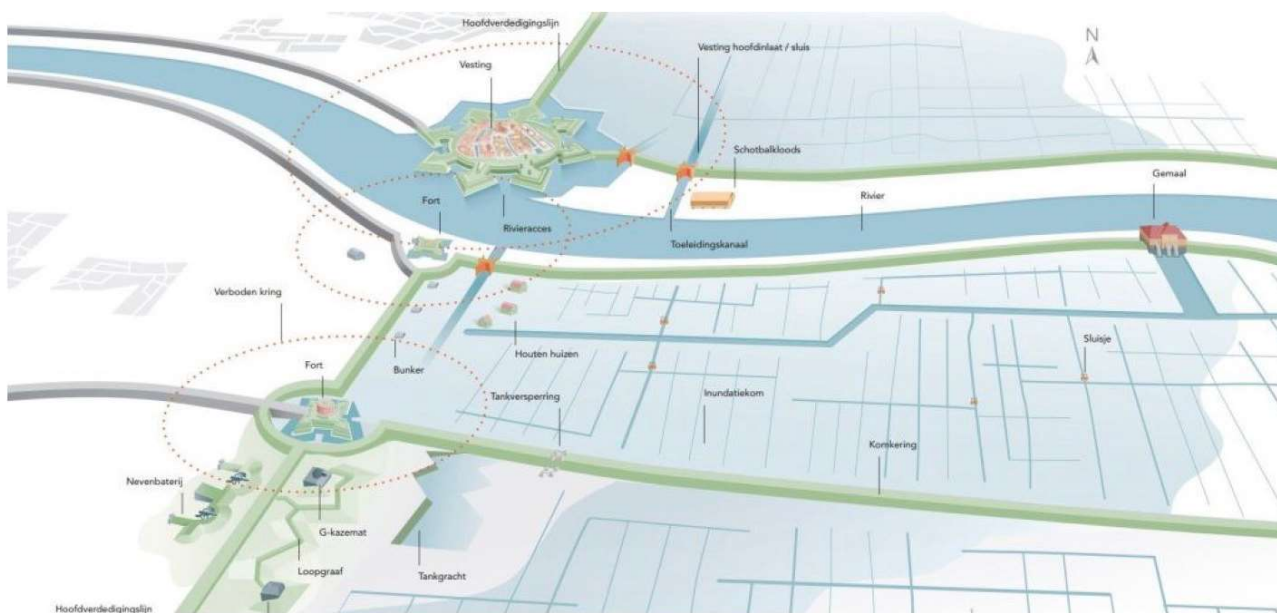 Hoofdverdedigingslijn
N
Vesting hoofdinlaat / sluis
Vesting
Schotbalkloods
Gemaal
Fort
Rivier
Rivieracces
Toeleidingskanaal
Verboden kring
Sluisje
Houten huizen
Fort
Bunker
Tankversperring
Inundatiekom
Komkering
Nevenbaterij
G-kazemat
Loopgraaf
Tankgracht
Hoofdverdedigingslijn